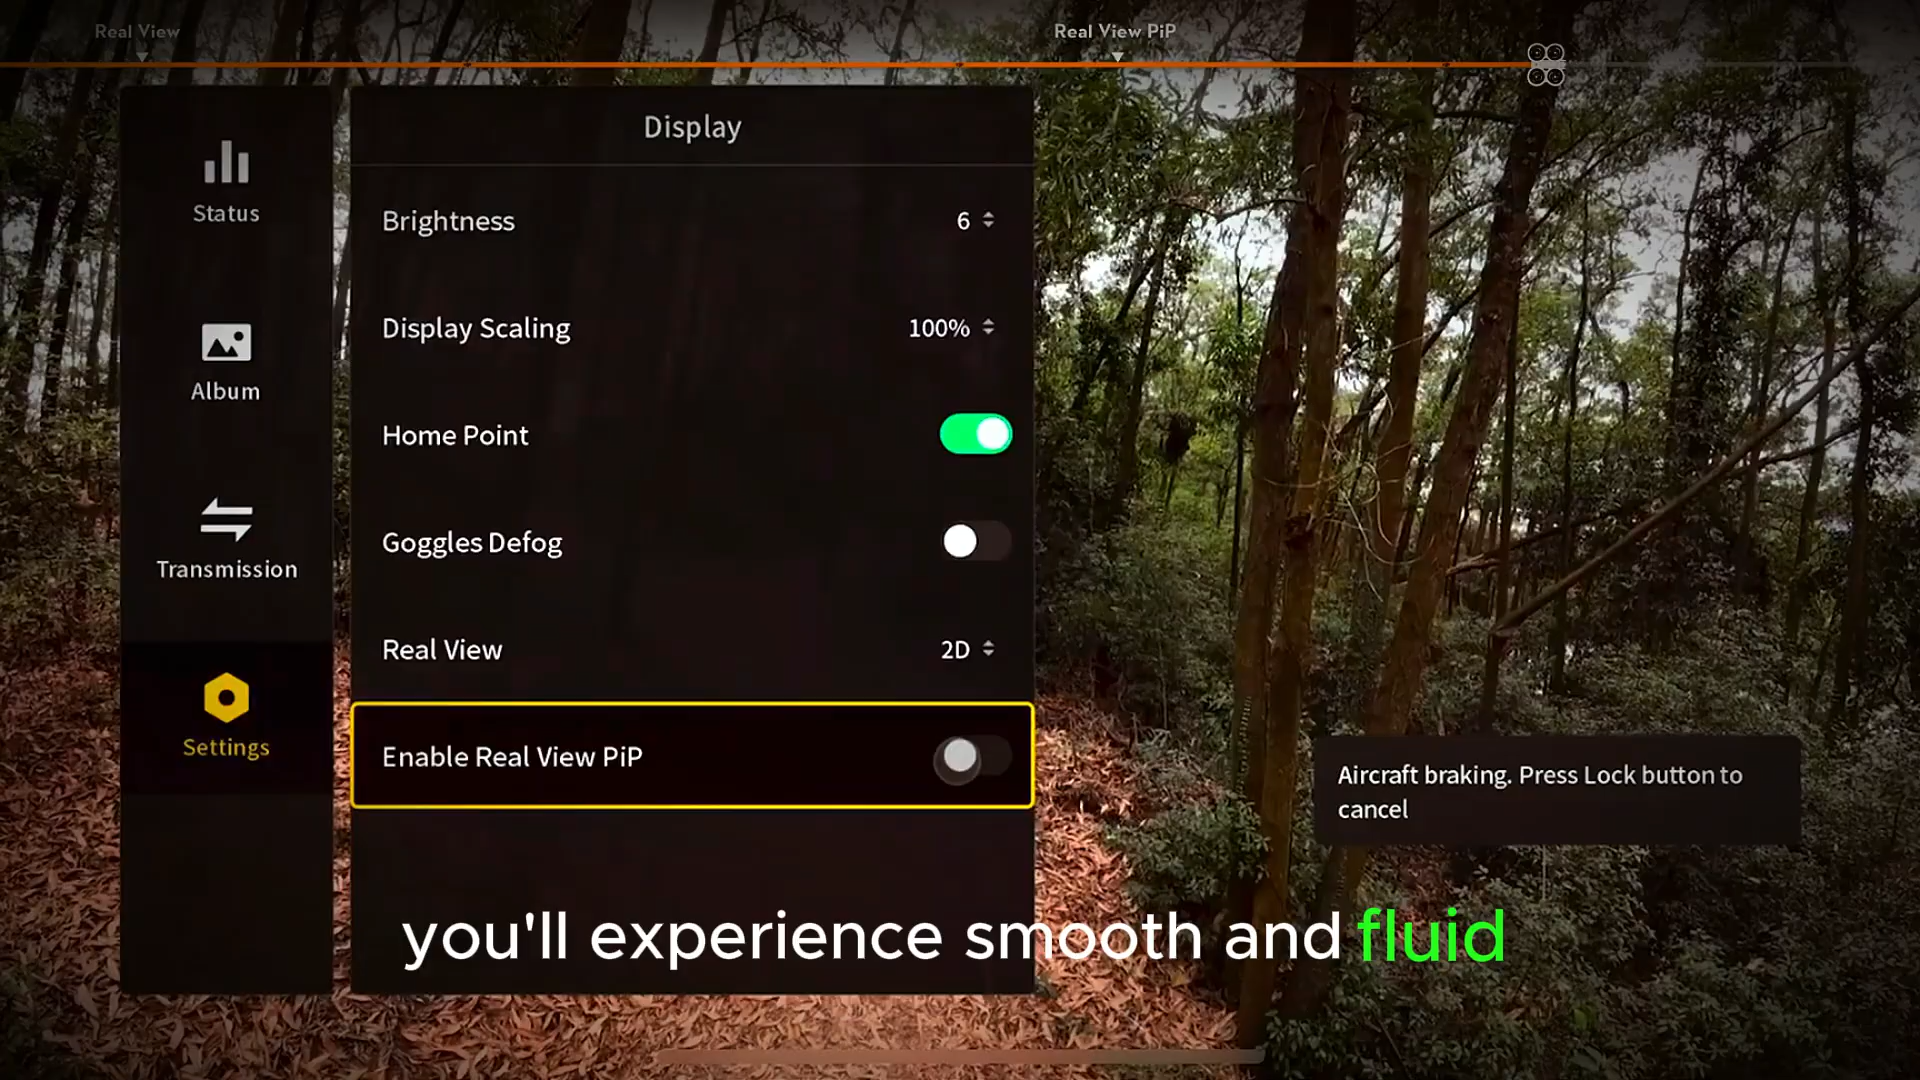 Real View
Real View PiP
Display
Status
Brightness 6
Display Scaling 100%
Album
Home Point
Goggles Defog
Transmission
Real View 2D
Settings
Enable Real View PiP
Aircraft braking. Press Lock button to
cancel
you'll experience smooth and fluid